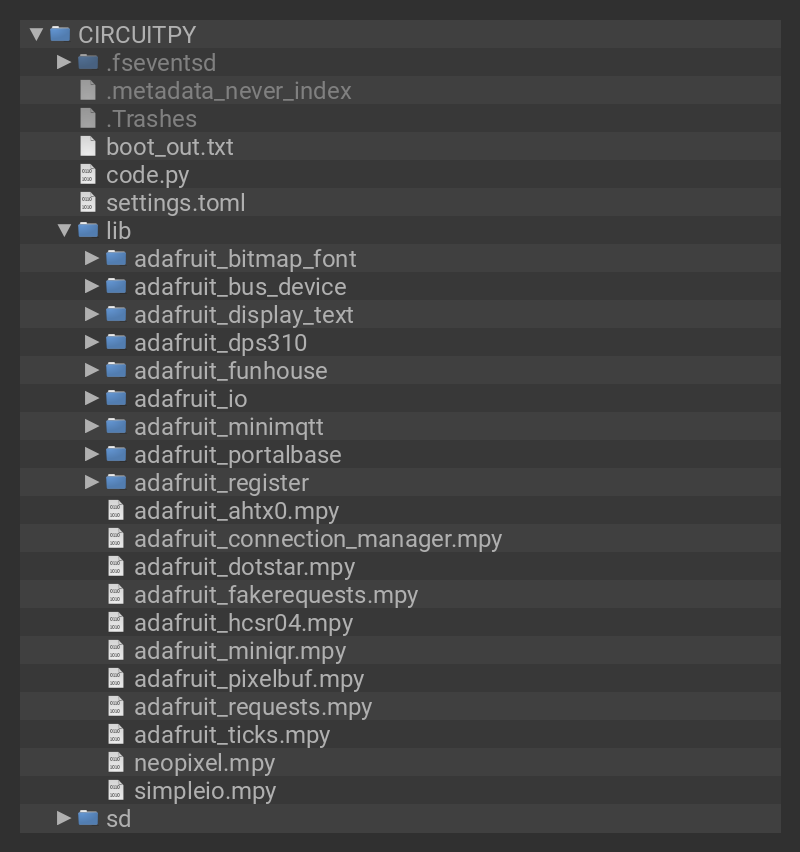 CIRCUITPY
.fseventsd
.metadata_never_index
.Trashes
boot_out.txt
code.py
settings.toml
lib
adafruit_bitmap_font
adafruit_bus_device
adafruit_display_text
adafruit_dps310
adafruit_funhouse
adafruit_io
adafruit_minimqtt
adafruit_portalbase
adafruit_register
adafruit_ahtx0.mpy
adafruit_connection_manager.mpy
adafruit_dotstar.mpy
adafruit_fakerequests.mpy
adafruit_hcsr04.mpy
adafruit_miniqr.mpy
adafruit_pixelbuf.mpy
adafruit_requests.mpy
adafruit_ticks.mpy
neopixel.mpy
simpleio.mpy
sd